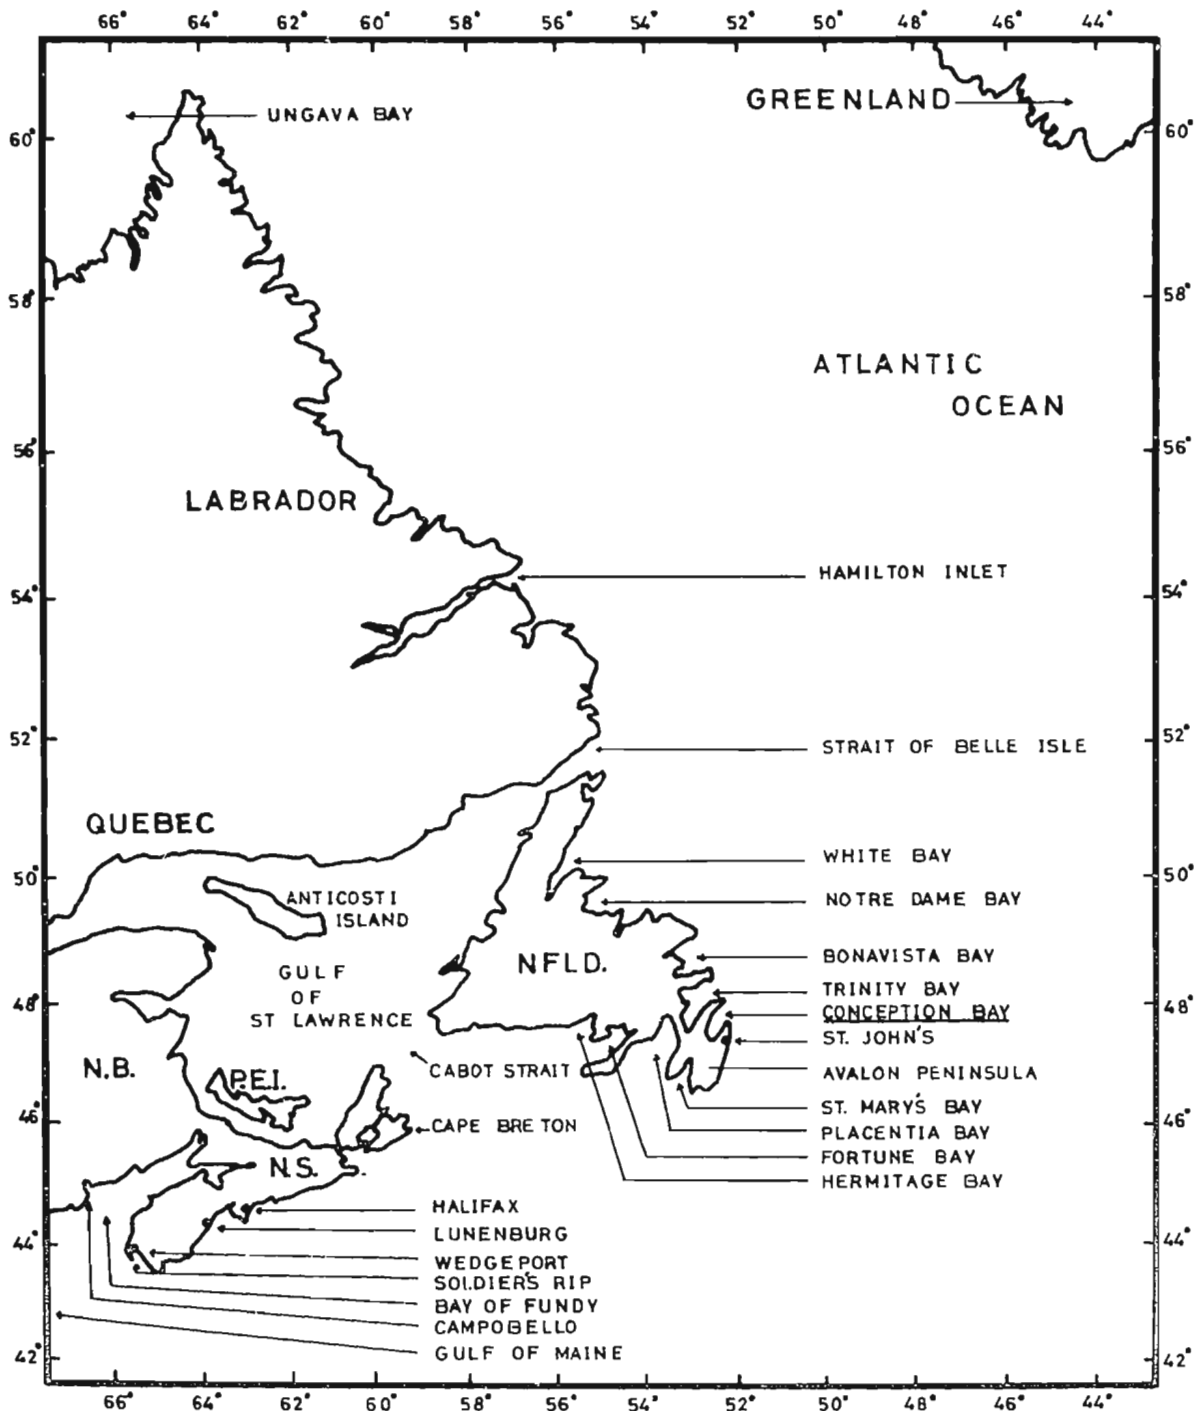 66° 64° 62° 60° 58° 56° 54° 52° 50° 48° 46° 44°
GREENLAND
UNGAVA BAY
60° 60°
58° 58°
ATLANTIC
OCEAN
56° 56°
LABRADOR
HAMILTON INLET
54° 54°
52° 52°
STRAIT OF BELLE ISLE
QUEBEC
WHITE BAY
50° 50°
ANTICOSTI
ISLAND
NOTRE DAME BAY
NFLD.
BONAVISTA BAY
GULF
OF
ST LAWRENCE
TRINITY BAY
48° 48°
CONCEPTION BAY
ST. JOHN'S
N.B.
CABOT STRAIT
AVALON PENINSULA
P.E.I.
ST. MARY'S BAY
46° 46°
CAPE BRETON
PLACENTIA BAY
FORTUNE BAY
N.S.
HERMITAGE BAY
HALIFAX
LUNENBURG
44° 44°
WEDGEPORT
SOLDIER'S RIP
BAY OF FUNDY
CAMPOBELLO
GULF OF MAINE
42° 42°
66° 64° 62° 60° 58° 56° 54° 52° 50° 48° 46° 44°